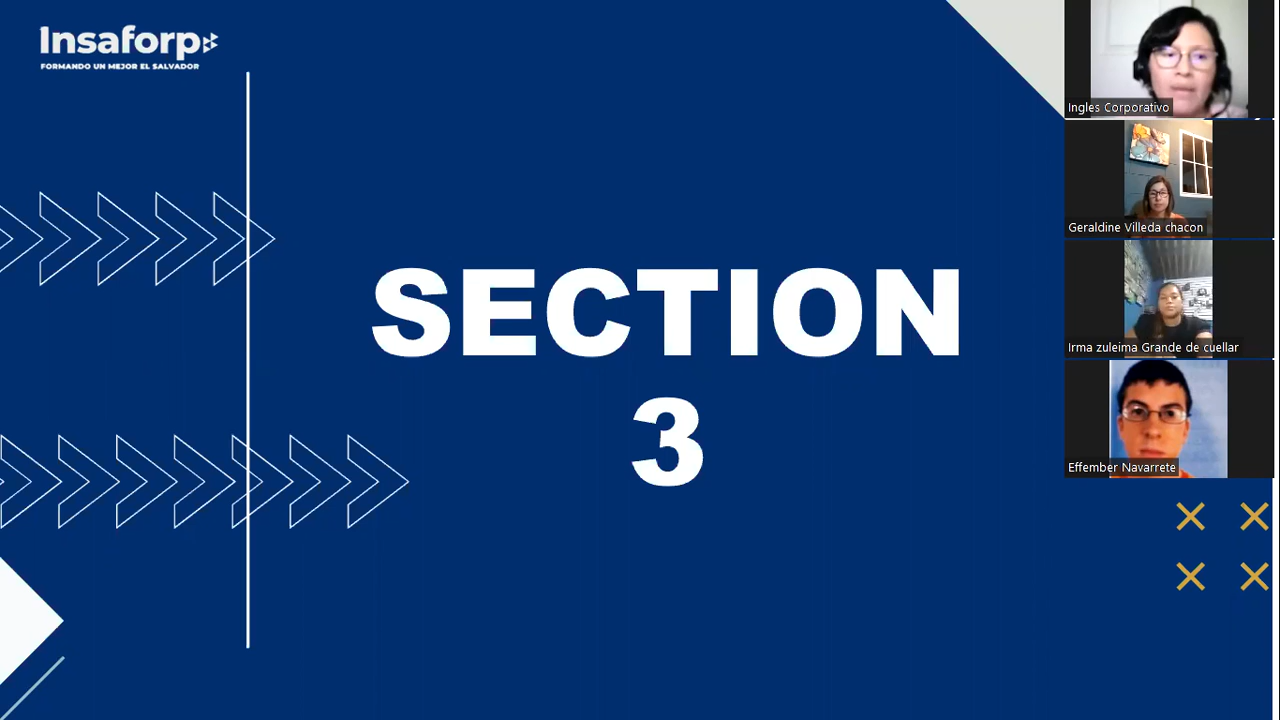 Insaforp
FORMANDO UN MEJOR EL SALVADOR
SECTION
3
Ingles Corporativo
Geraldine Villeda chacon
Irma zuleima Grande de cuellar
Effember Navarrete